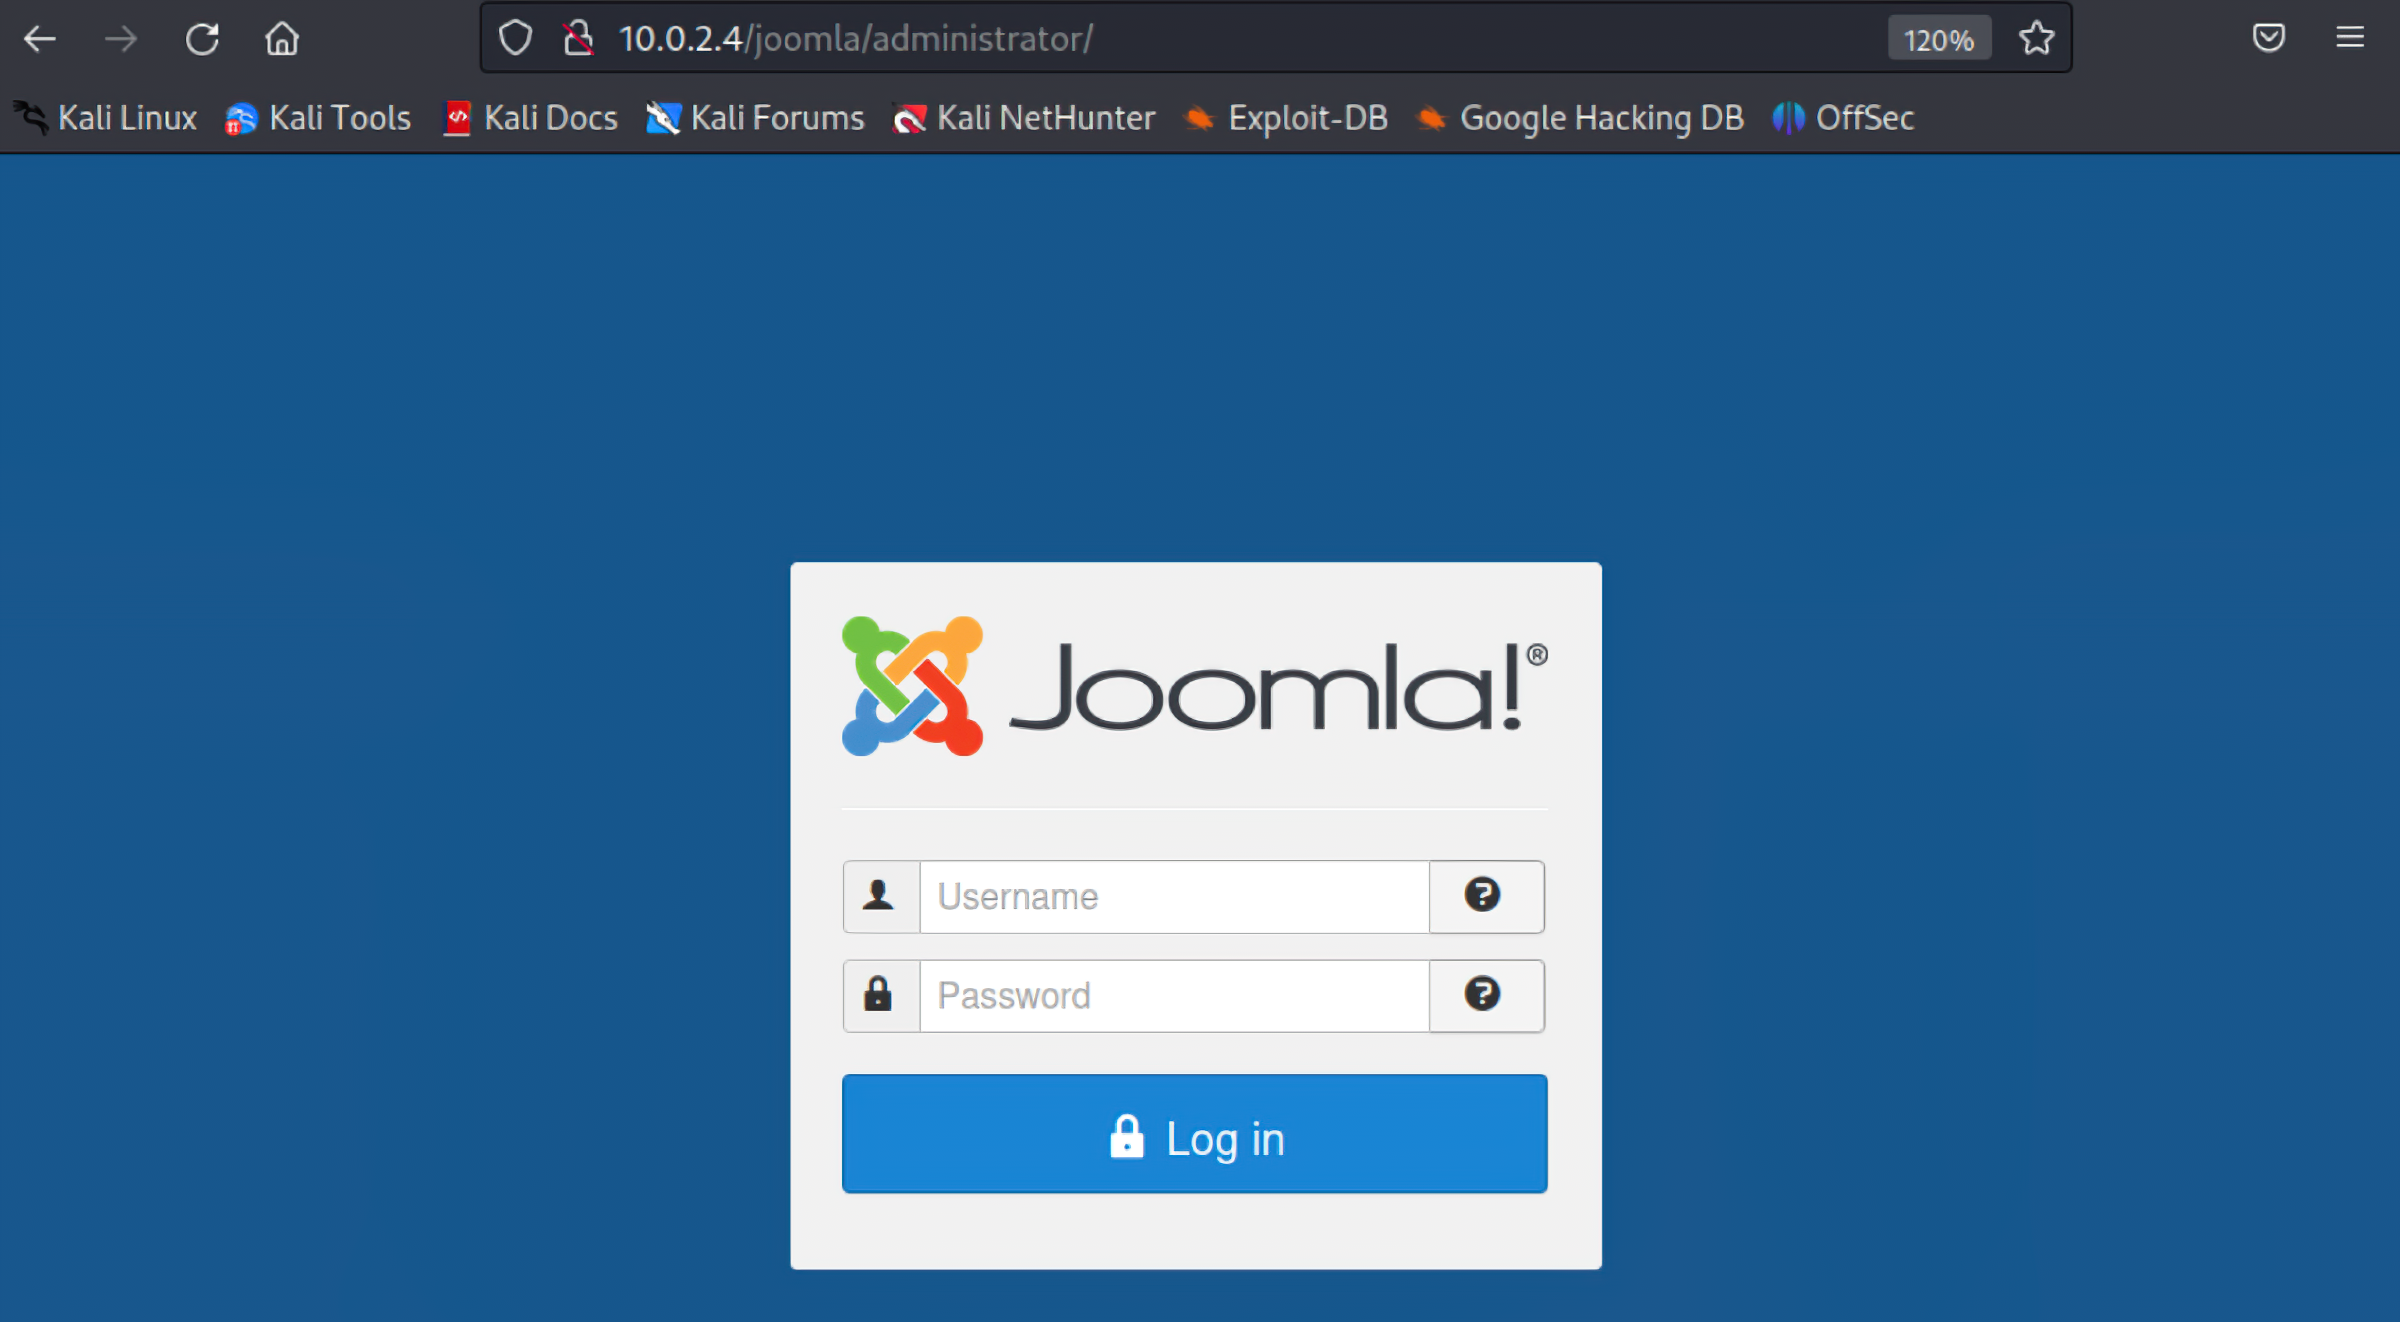 10.0.2.4/joomla/administrator/ 120%
Kali Linux Kali Tools Kali Docs Kali Forums Kali NetHunter Exploit-DB Google Hacking DB OffSec
Joomla!®
Username
Password
Log in